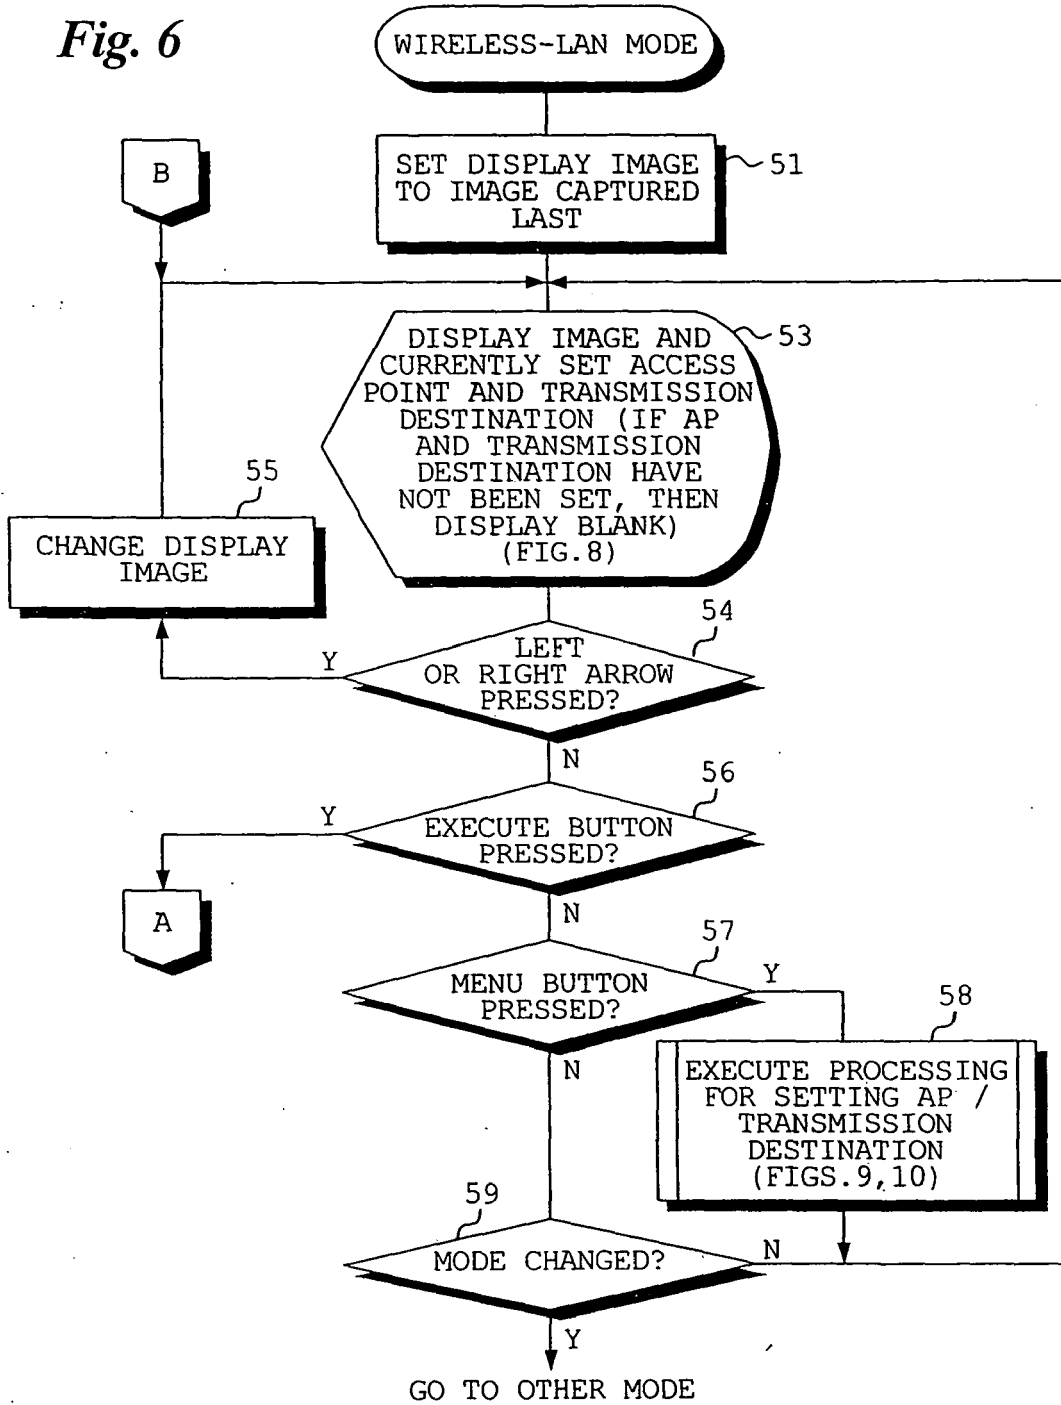 Fig. 6
WIRELESS-LAN MODE
B
SET DISPLAY IMAGE
TO IMAGE CAPTURED
LAST
51
DISPLAY IMAGE AND
CURRENTLY SET ACCESS
POINT AND TRANSMISSION
DESTINATION (IF AP
AND TRANSMISSION
DESTINATION HAVE
NOT BEEN SET, THEN
DISPLAY BLANK)
(FIG.8)
53
55
CHANGE DISPLAY
IMAGE
54
Y
LEFT
OR RIGHT ARROW
PRESSED?
N
56
Y
EXECUTE BUTTON
PRESSED?
A
N
57
MENU BUTTON
PRESSED?
Y
N
58
EXECUTE PROCESSING
FOR SETTING AP /
TRANSMISSION
DESTINATION
(FIGS.9,10)
59
MODE CHANGED?
N
Y
GO TO OTHER MODE